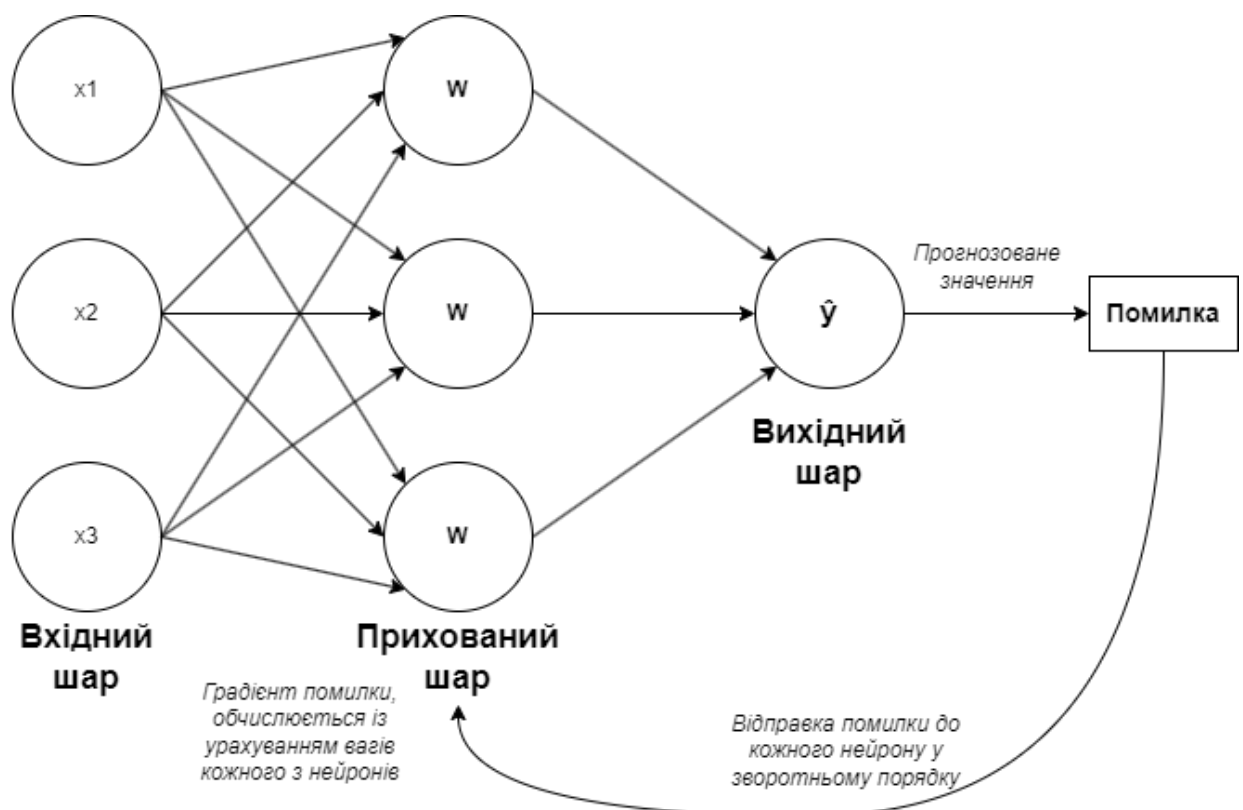 x1
w
x2
w
ŷ
Прогнозоване
значення
Помилка
x3
w
Вхідний
шар
Прихований
шар
Вихідний
шар
Градієнт помилки,
обчислюється із
урахуванням вагів
кожного з нейронів
Відправка помилки до
кожного нейрону у
зворотньому порядку